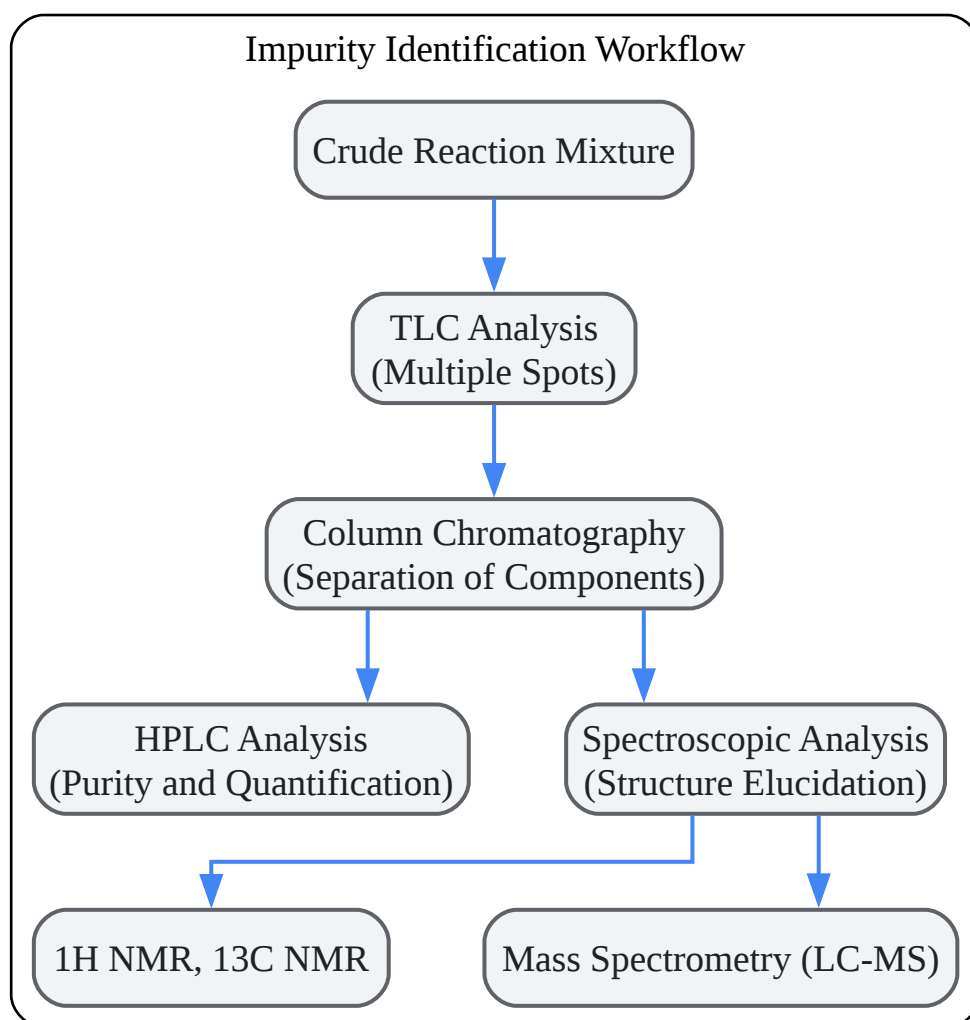 Impurity Identification Workflow
Crude Reaction Mixture
TLC Analysis
(Multiple Spots)
Column Chromatography
(Separation of Components)
HPLC Analysis
(Purity and Quantification)
Spectroscopic Analysis
(Structure Elucidation)
1H NMR, 13C NMR
Mass Spectrometry (LC-MS)